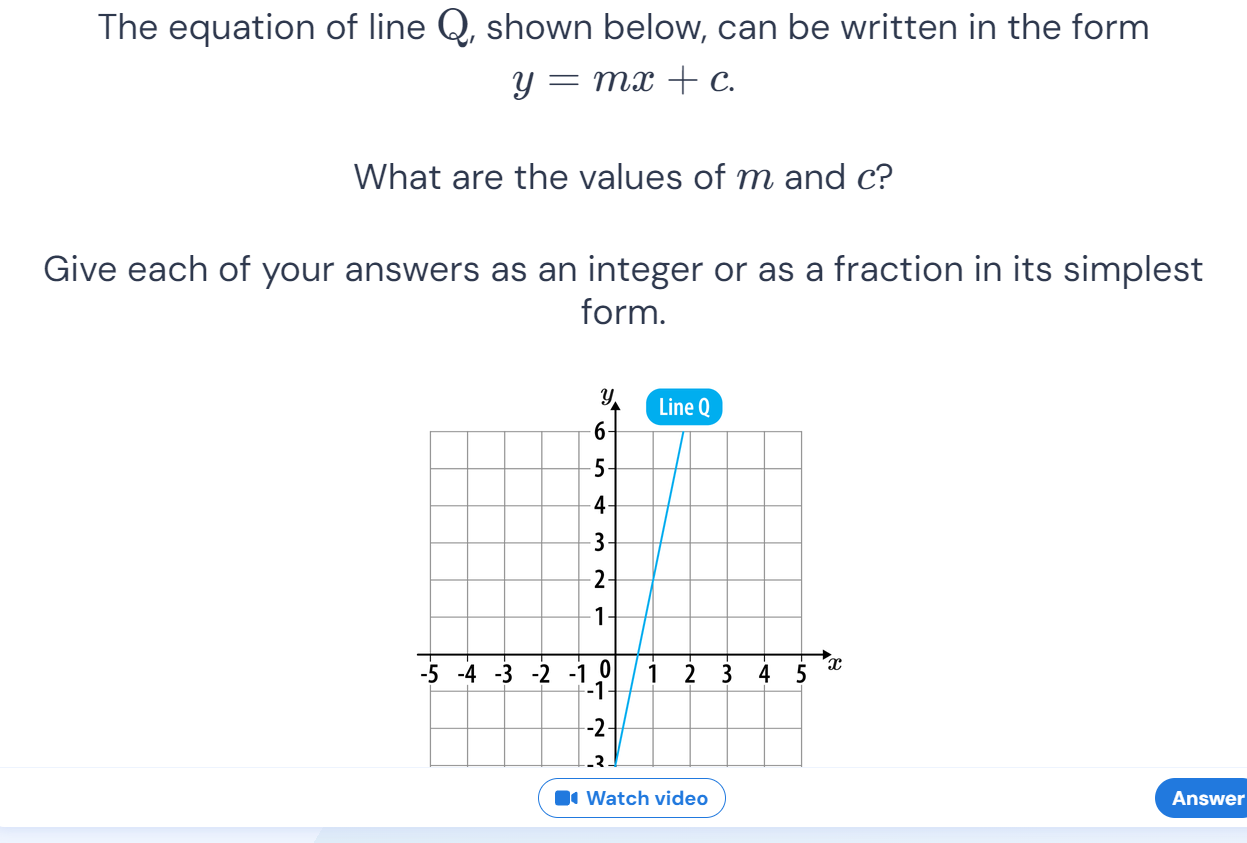 The equation of line Q, shown below, can be written in the form
y = mx + c.
What are the values of m and c?
Give each of your answers as an integer or as a fraction in its simplest
form.
y
Line Q
6
5
4
3
2
1
-5 -4 -3 -2 -1 0 1 2 3 4 5 x
-1
-2
-3
Watch video
Answer